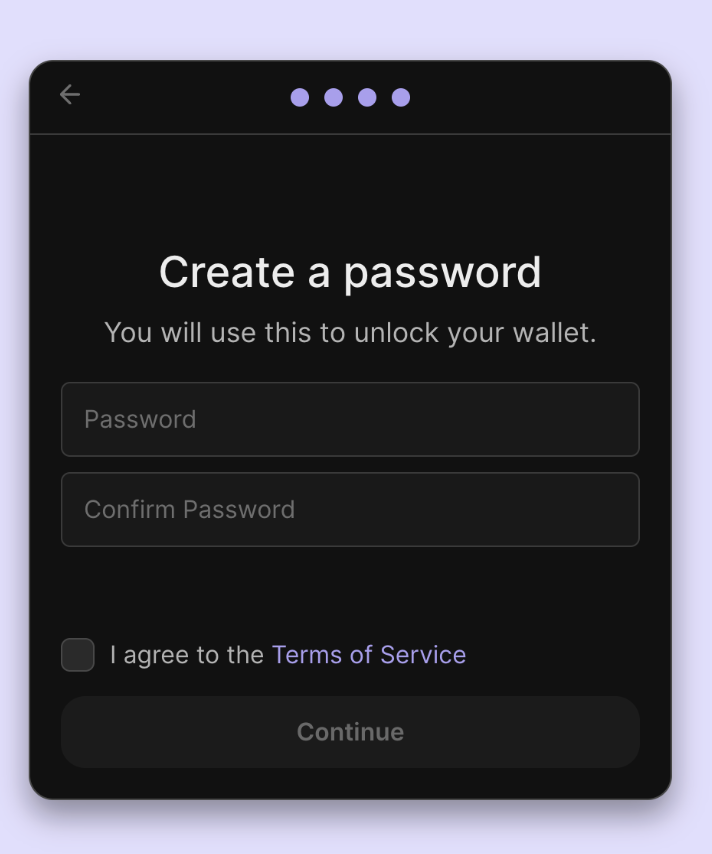 Create a password
You will use this to unlock your wallet.
Password
Confirm Password
I agree to the Terms of Service
Continue